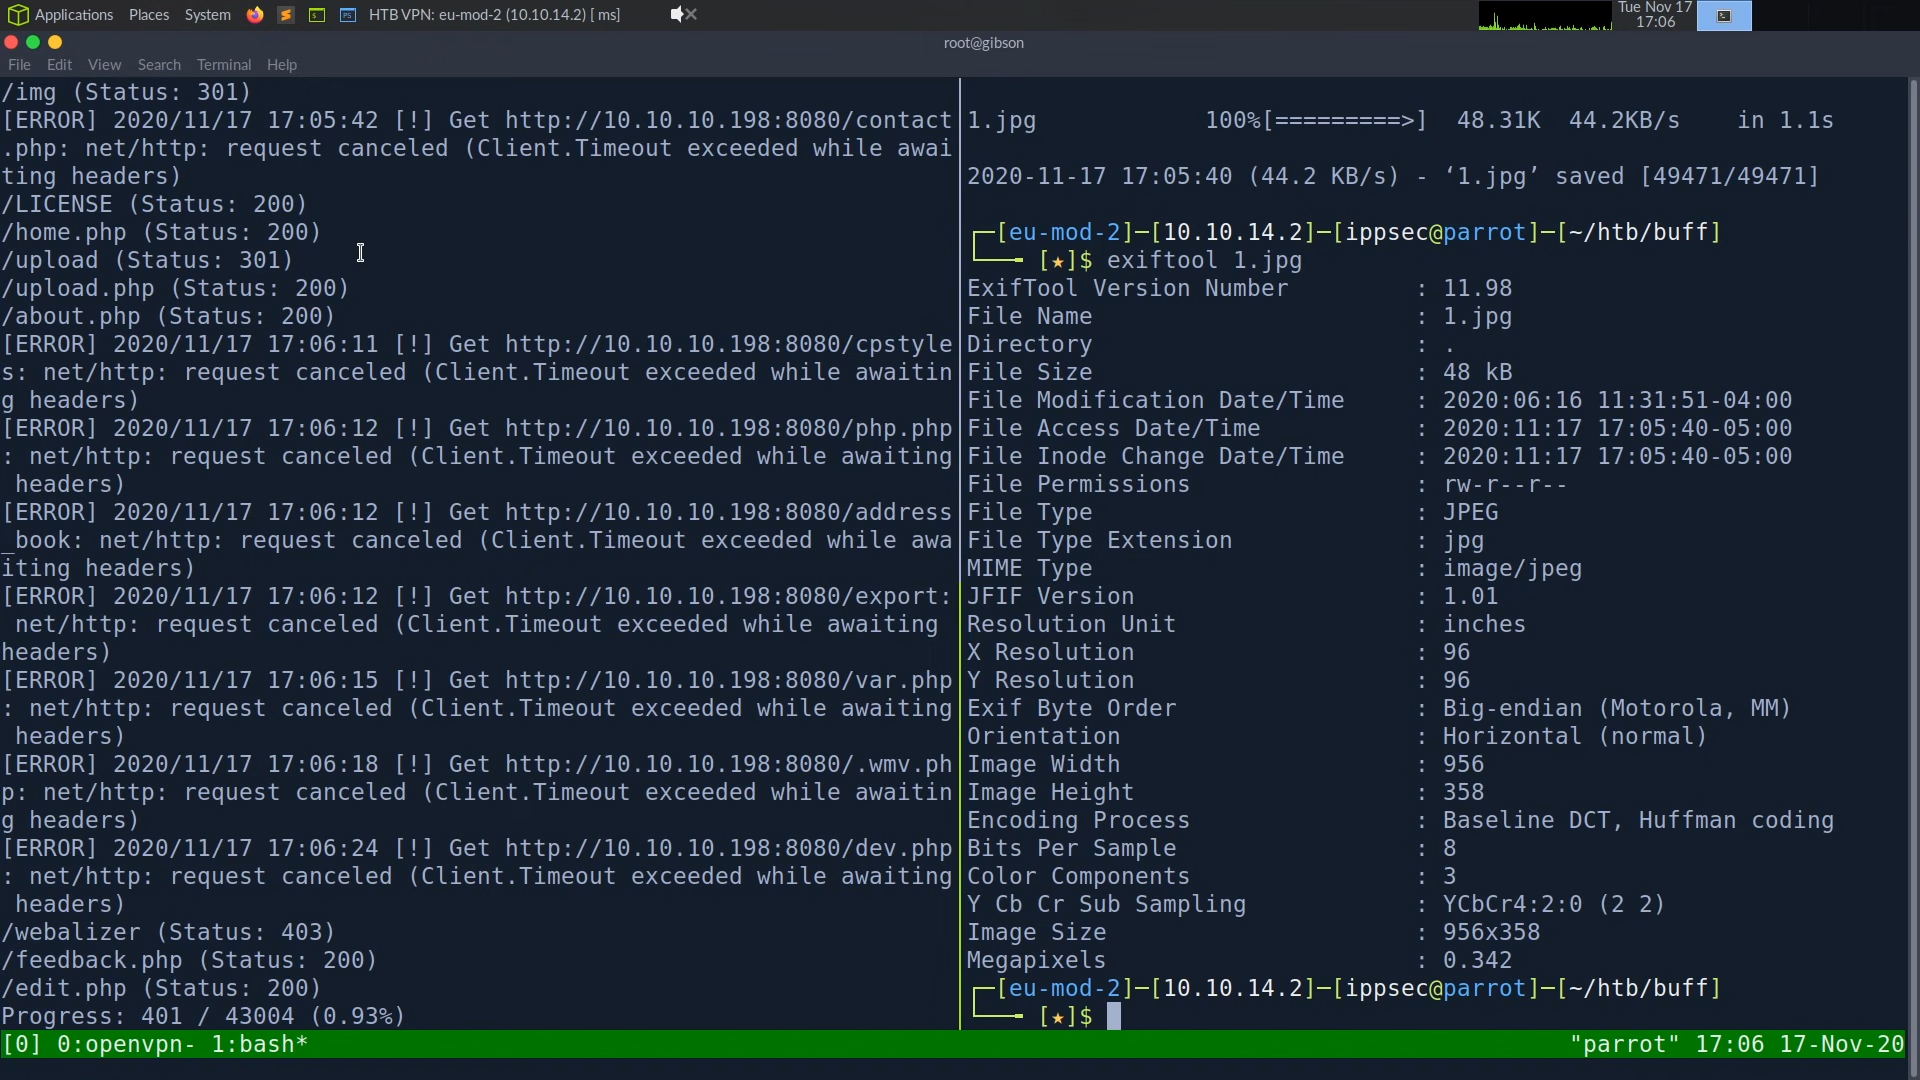 Applications Places System HTB VPN: eu-mod-2 (10.10.14.2) [ ms] Tue Nov 17
17:06
root@gibson
File Edit View Search Terminal Help
/img (Status: 301)
[ERROR] 2020/11/17 17:05:42 [!] Get http://10.10.10.198:8080/contact
.php: net/http: request canceled (Client.Timeout exceeded while awai
ting headers)
/LICENSE (Status: 200)
/home.php (Status: 200)
/upload (Status: 301)
/upload.php (Status: 200)
/about.php (Status: 200)
[ERROR] 2020/11/17 17:06:11 [!] Get http://10.10.10.198:8080/cpstyle
s: net/http: request canceled (Client.Timeout exceeded while awaitin
g headers)
[ERROR] 2020/11/17 17:06:12 [!] Get http://10.10.10.198:8080/php.php
: net/http: request canceled (Client.Timeout exceeded while awaiting
headers)
[ERROR] 2020/11/17 17:06:12 [!] Get http://10.10.10.198:8080/address
_book: net/http: request canceled (Client.Timeout exceeded while awa
iting headers)
[ERROR] 2020/11/17 17:06:12 [!] Get http://10.10.10.198:8080/export:
net/http: request canceled (Client.Timeout exceeded while awaiting
headers)
[ERROR] 2020/11/17 17:06:15 [!] Get http://10.10.10.198:8080/var.php
: net/http: request canceled (Client.Timeout exceeded while awaiting
headers)
[ERROR] 2020/11/17 17:06:18 [!] Get http://10.10.10.198:8080/.wmv.ph
p: net/http: request canceled (Client.Timeout exceeded while awaitin
g headers)
[ERROR] 2020/11/17 17:06:24 [!] Get http://10.10.10.198:8080/dev.php
: net/http: request canceled (Client.Timeout exceeded while awaiting
headers)
/webalizer (Status: 403)
/feedback.php (Status: 200)
/edit.php (Status: 200)
Progress: 401 / 43004 (0.93%)
1.jpg 100%[=========>] 48.31K 44.2KB/s in 1.1s
2020-11-17 17:05:40 (44.2 KB/s) - ‘1.jpg’ saved [49471/49471]
┌─[eu-mod-2]─[10.10.14.2]─[ippsec@parrot]─[~/htb/buff]
└──╼ [★]$ exiftool 1.jpg
ExifTool Version Number : 11.98
File Name : 1.jpg
Directory : .
File Size : 48 kB
File Modification Date/Time : 2020:06:16 11:31:51-04:00
File Access Date/Time : 2020:11:17 17:05:40-05:00
File Inode Change Date/Time : 2020:11:17 17:05:40-05:00
File Permissions : rw-r--r--
File Type : JPEG
File Type Extension : jpg
MIME Type : image/jpeg
JFIF Version : 1.01
Resolution Unit : inches
X Resolution : 96
Y Resolution : 96
Exif Byte Order : Big-endian (Motorola, MM)
Orientation : Horizontal (normal)
Image Width : 956
Image Height : 358
Encoding Process : Baseline DCT, Huffman coding
Bits Per Sample : 8
Color Components : 3
Y Cb Cr Sub Sampling : YCbCr4:2:0 (2 2)
Image Size : 956x358
Megapixels : 0.342
┌─[eu-mod-2]─[10.10.14.2]─[ippsec@parrot]─[~/htb/buff]
└──╼ [★]$
[0] 0:openvpn- 1:bash* "parrot" 17:06 17-Nov-20